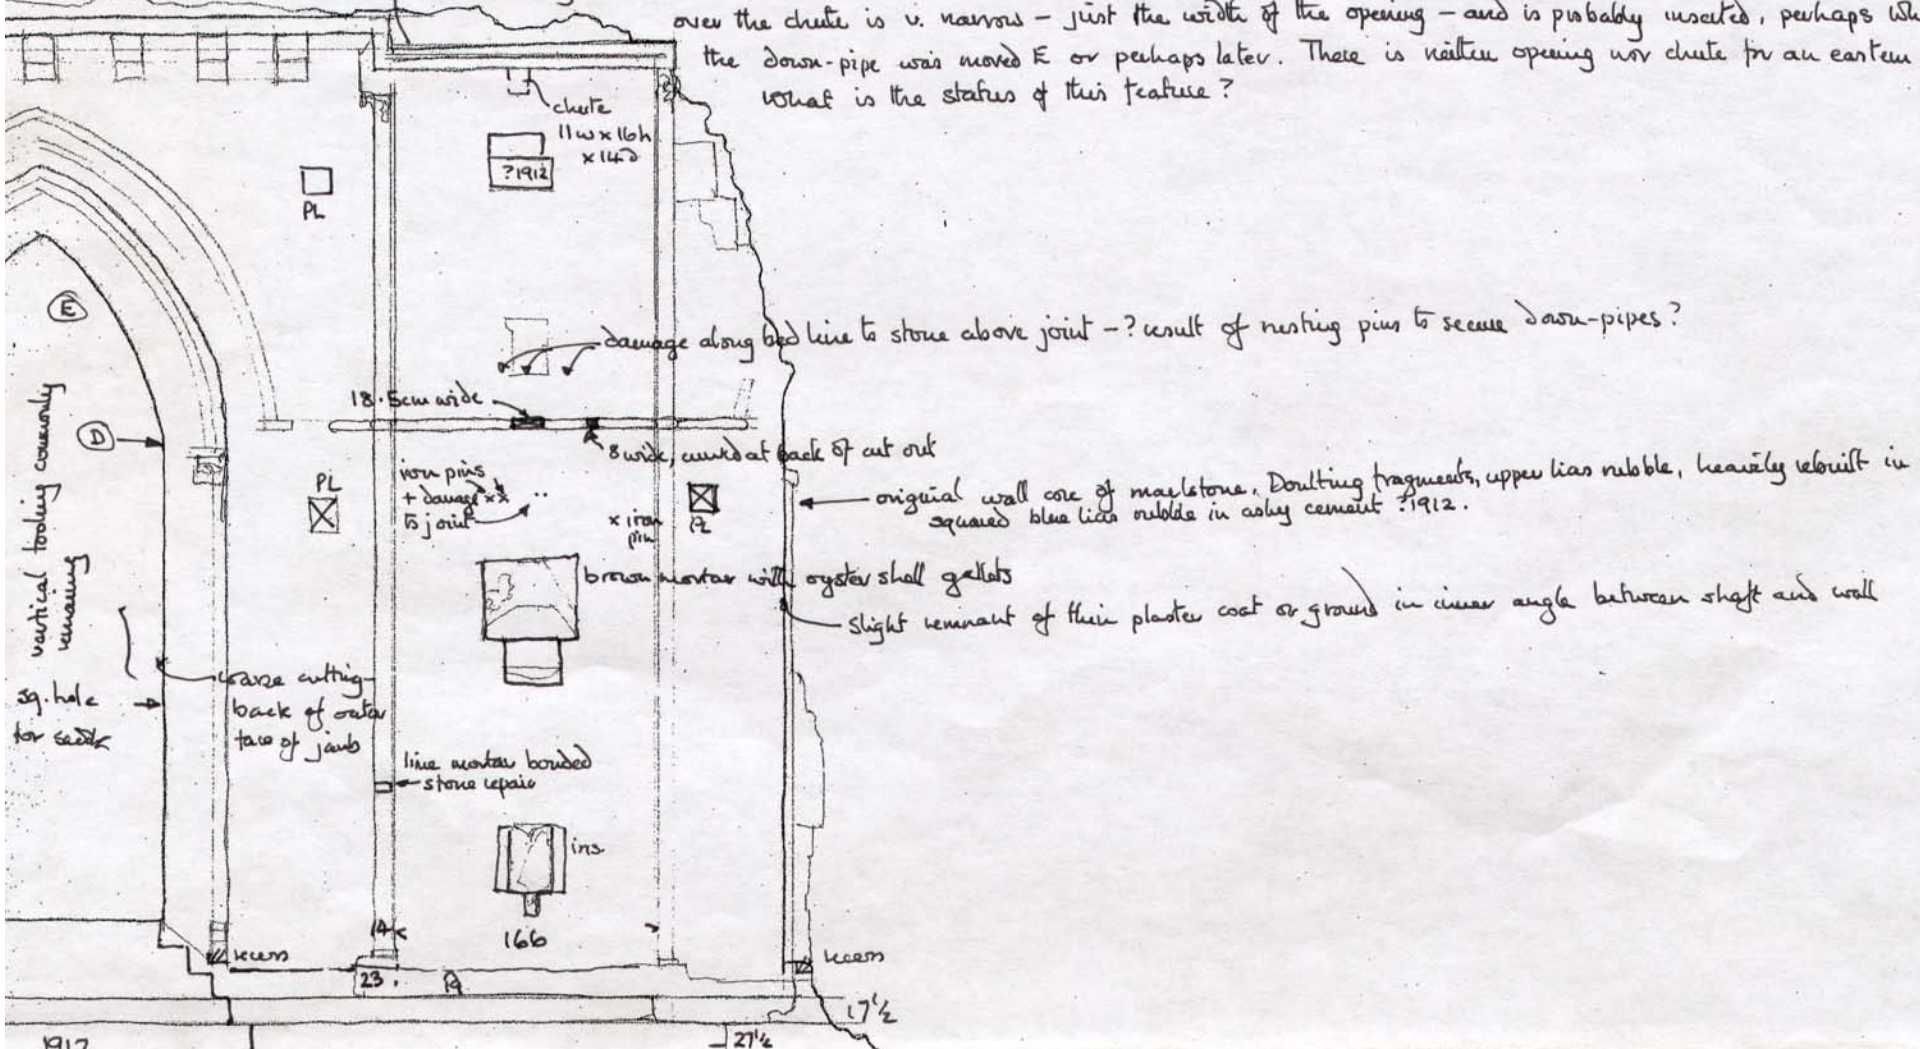 over the chute is v. narrow – just the width of the opening – and is probably inserted, perhaps wh
the down-pipe was moved E or perhaps later. There is neither opening nor chute for an eastern
what is the status of this feature?
chute
11w x 16h
x 14d
?1912
PL
E
damage along bed line to stone above joint – ? result of nesting pins to secure down-pipes?
18.5cm wide
D
8 wide, at back of cut out
vertical tooling commonly
remaining
PL
iron pins
+ damage xx
to joint
x iron
pin
PL
original wall core of marlstone, Doulting fragments, upper lias rubble, heavily rebuilt in
squared blue lias rubble in ashy cement ?1912.
brown mortar with oyster shell gallets
slight remnant of thin plaster coat or ground in inner angle between shaft and wall
coarse cutting
back of outer
face of jamb
sq. hole
for
lime mortar bonded
stone repair
ins
14
166
recess
recess
23.
17½
27½
1912